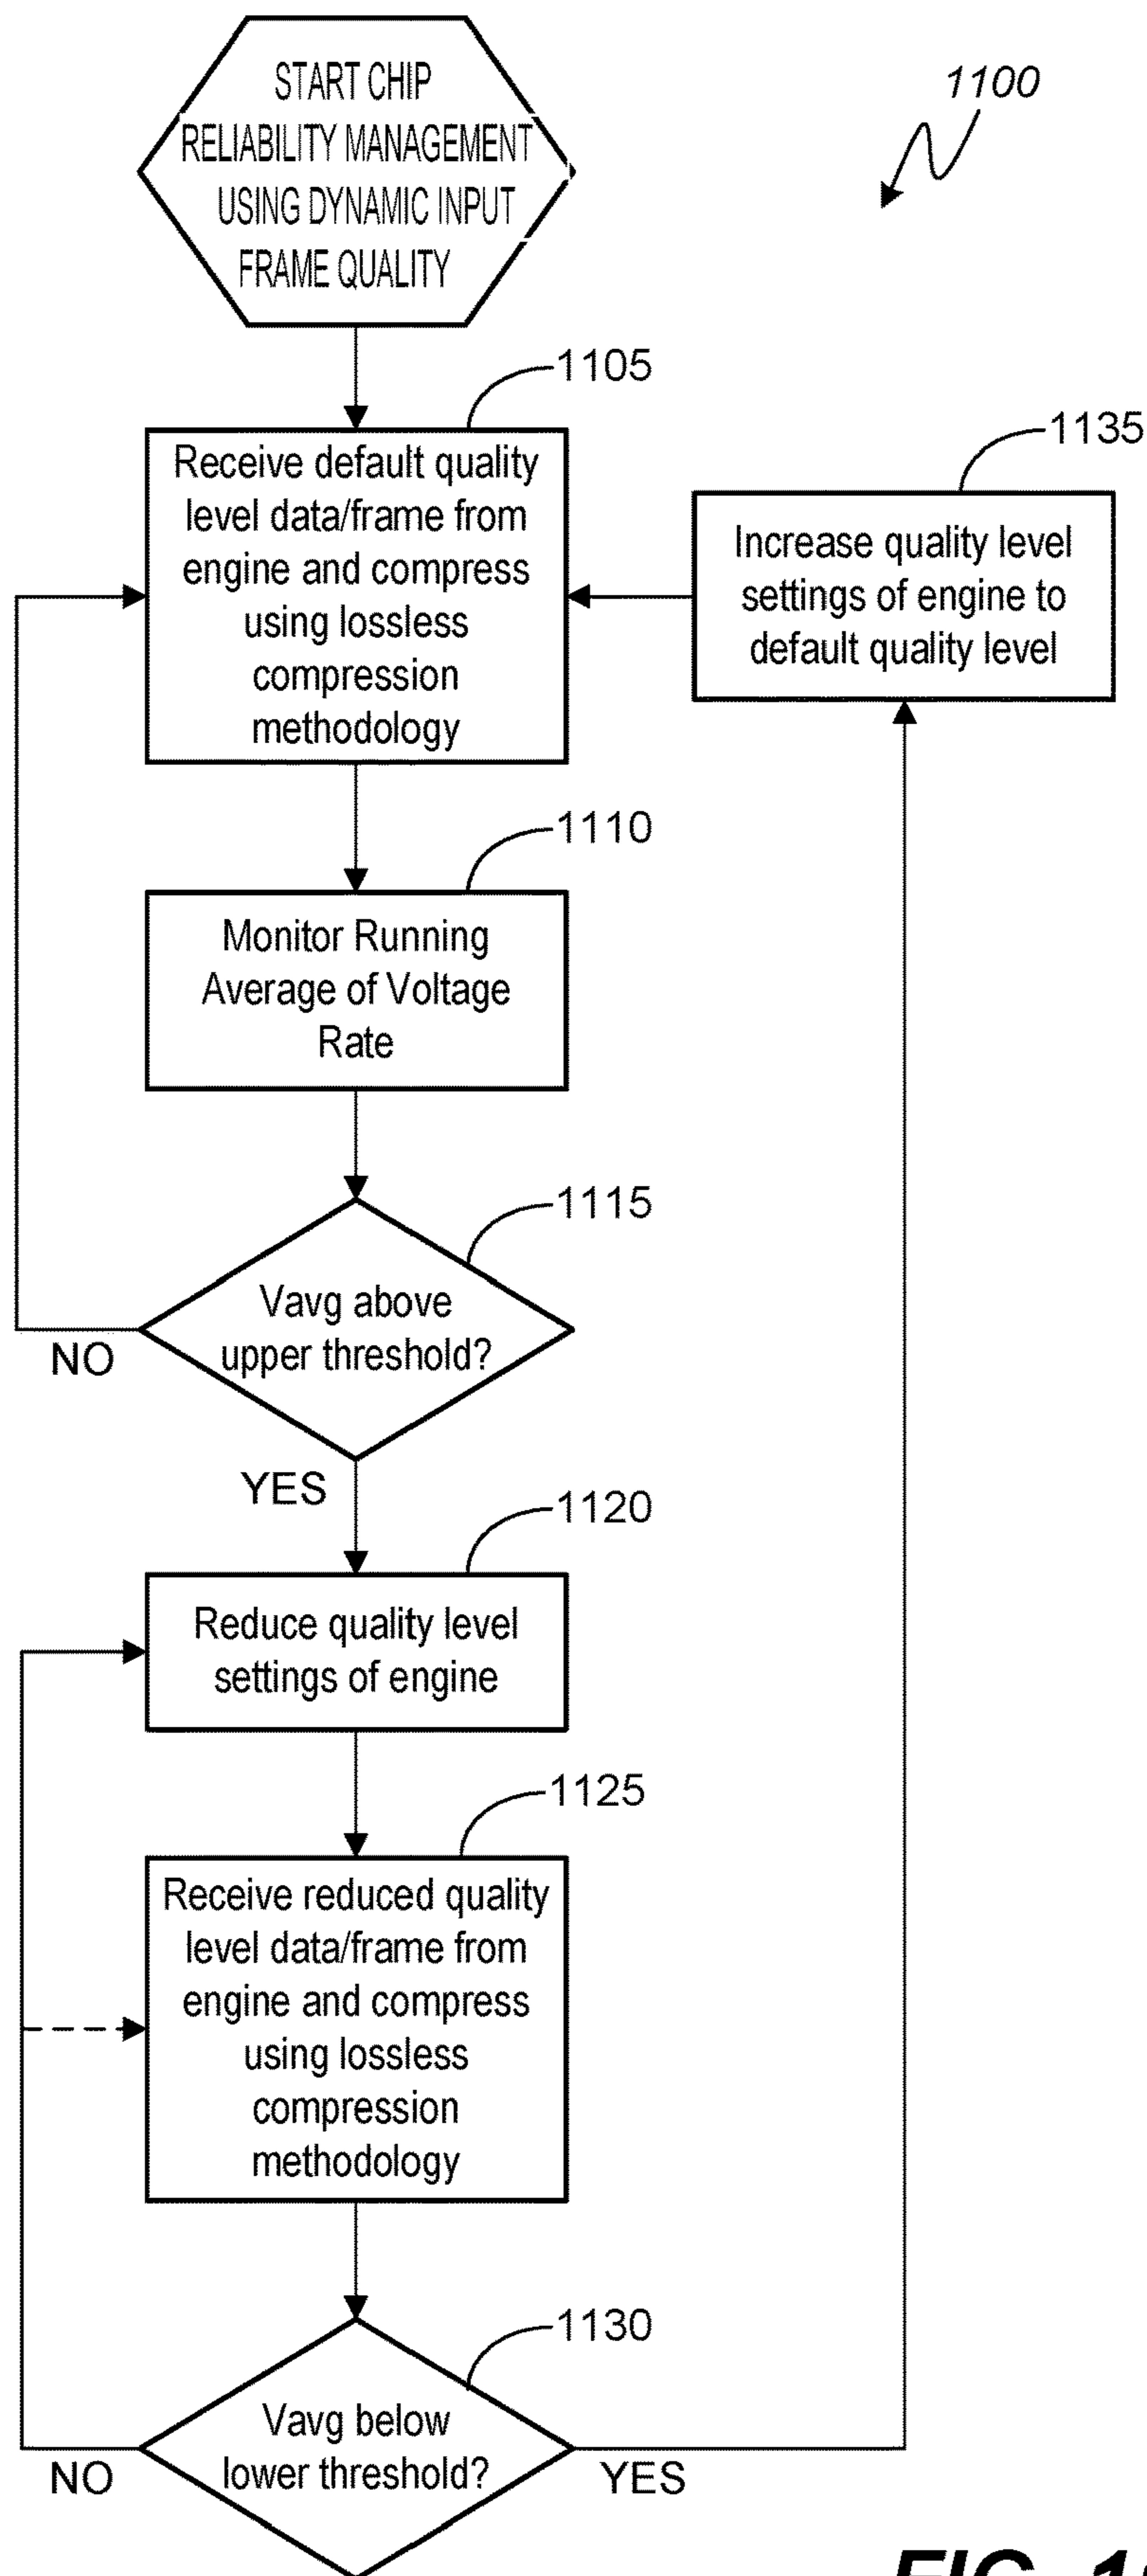 START CHIP
RELIABILITY MANAGEMENT
USING DYNAMIC INPUT
FRAME QUALITY
1100
1105
Receive default quality
level data/frame from
engine and compress
using lossless
compression
methodology
1135
Increase quality level
settings of engine to
default quality level
1110
Monitor Running
Average of Voltage
Rate
1115
Vavg above
upper threshold?
NO
YES
1120
Reduce quality level
settings of engine
1125
Receive reduced quality
level data/frame from
engine and compress
using lossless
compression
methodology
1130
Vavg below
lower threshold?
NO
YES
FIG.